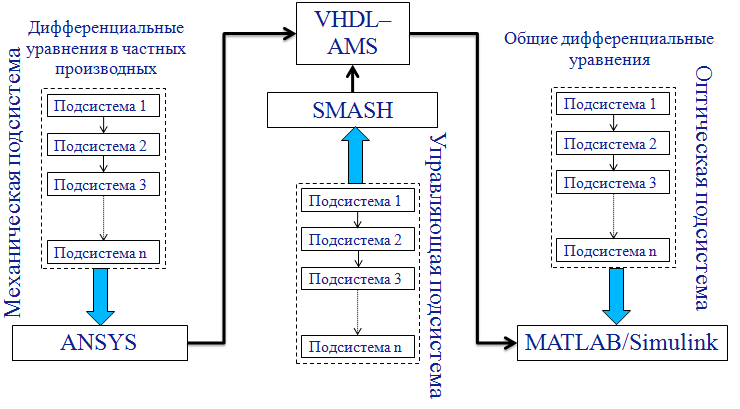 Механическая подсистема
Дифференциальные
уравнения в частных
производных
Подсистема 1
Подсистема 2
Подсистема 3
Подсистема n
ANSYS
VHDL–
AMS
SMASH
Управляющая подсистема
Подсистема 1
Подсистема 2
Подсистема 3
Подсистема n
Общие дифференциальные
уравнения
Оптическая подсистема
Подсистема 1
Подсистема 2
Подсистема 3
Подсистема n
MATLAB/Simulink